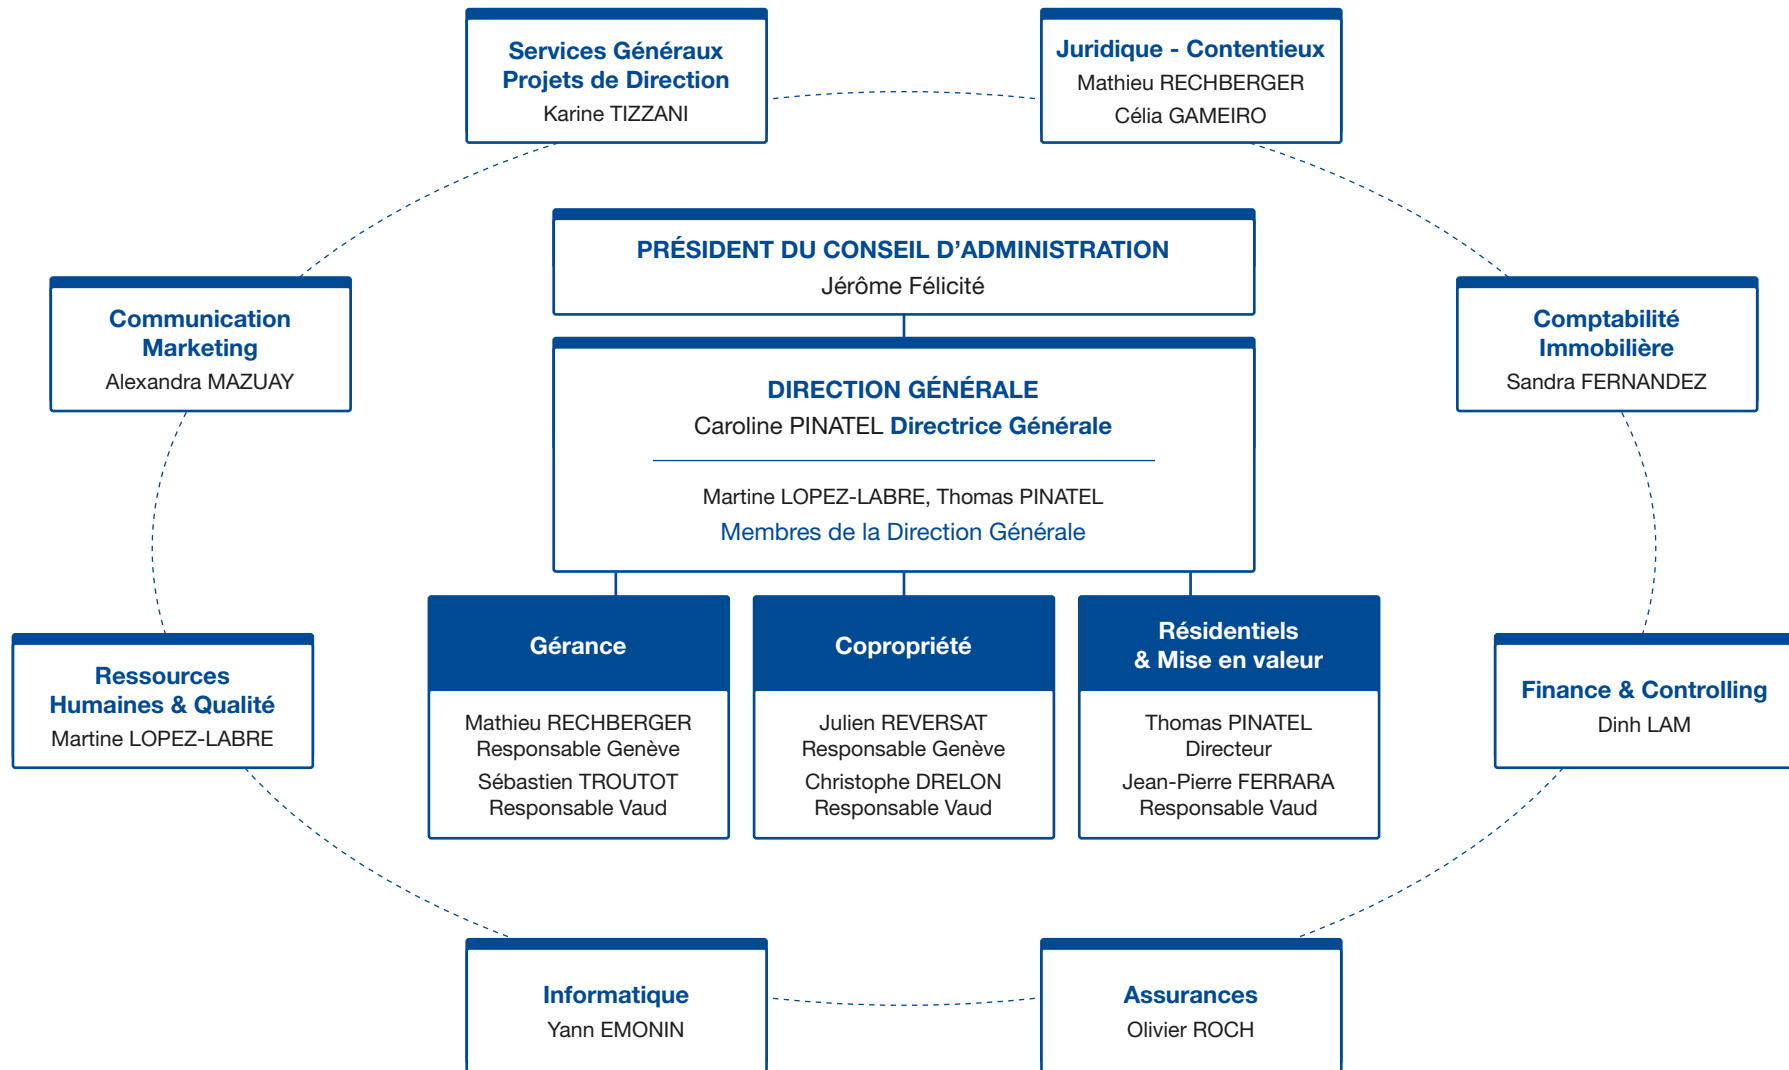 Services Généraux
Projets de Direction
Karine TIZZANI
Juridique - Contentieux
Mathieu RECHBERGER
Célia GAMEIRO
PRÉSIDENT DU CONSEIL D’ADMINISTRATION
Jérôme Félicité
Communication
Marketing
Alexandra MAZUAY
Comptabilité
Immobilière
Sandra FERNANDEZ
DIRECTION GÉNÉRALE
Caroline PINATEL Directrice Générale
Martine LOPEZ-LABRE, Thomas PINATEL
Membres de la Direction Générale
Ressources
Humaines & Qualité
Martine LOPEZ-LABRE
Gérance
Mathieu RECHBERGER
Responsable Genève
Sébastien TROUTOT
Responsable Vaud
Copropriété
Julien REVERSAT
Responsable Genève
Christophe DRELON
Responsable Vaud
Résidentiels
& Mise en valeur
Thomas PINATEL
Directeur
Jean-Pierre FERRARA
Responsable Vaud
Finance & Controlling
Dinh LAM
Informatique
Yann EMONIN
Assurances
Olivier ROCH